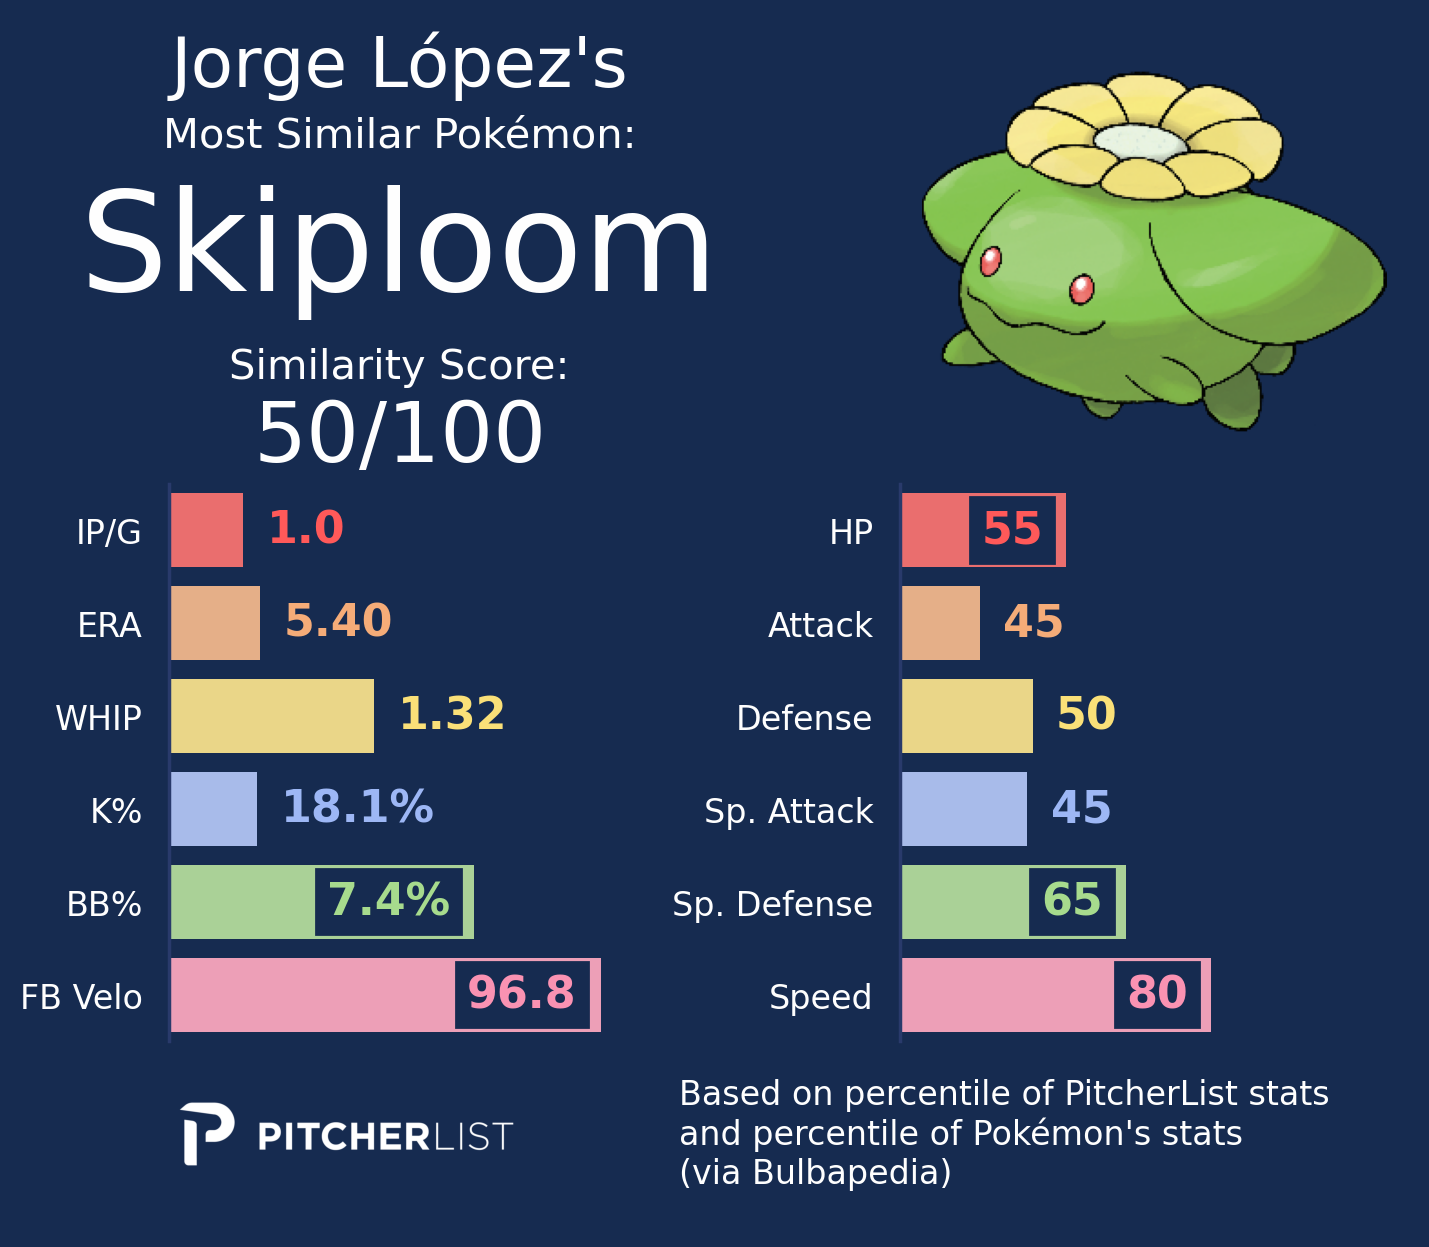 Jorge López's
Most Similar Pokémon:
Skiploom
Similarity Score:
50/100
IP/G 1.0
ERA 5.40
WHIP 1.32
K% 18.1%
BB% 7.4%
FB Velo 96.8
HP 55
Attack 45
Defense 50
Sp. Attack 45
Sp. Defense 65
Speed 80
PITCHERLIST
Based on percentile of PitcherList stats
and percentile of Pokémon's stats
(via Bulbapedia)